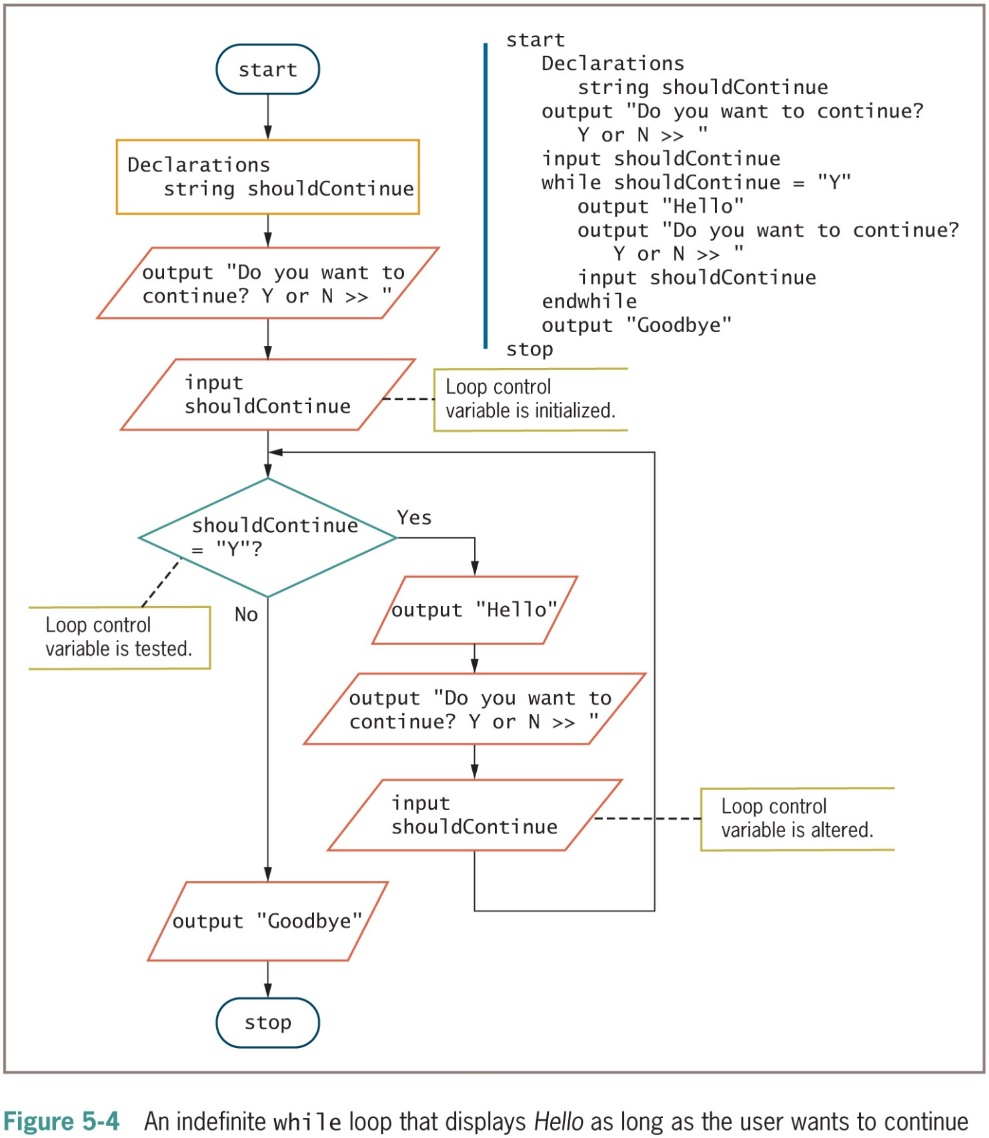 start
Declarations
string shouldContinue
output "Do you want to
continue? Y or N >> "
input
shouldContinue
Loop control
variable is initialized.
shouldContinue
= "Y"?
Yes
No
Loop control
variable is tested.
output "Hello"
output "Do you want to
continue? Y or N >> "
input
shouldContinue
Loop control
variable is altered.
output "Goodbye"
stop
start
Declarations
string shouldContinue
output "Do you want to continue?
Y or N >> "
input shouldContinue
while shouldContinue = "Y"
output "Hello"
output "Do you want to continue?
Y or N >> "
input shouldContinue
endwhile
output "Goodbye"
stop
Figure 5-4 An indefinite while loop that displays Hello as long as the user wants to continue